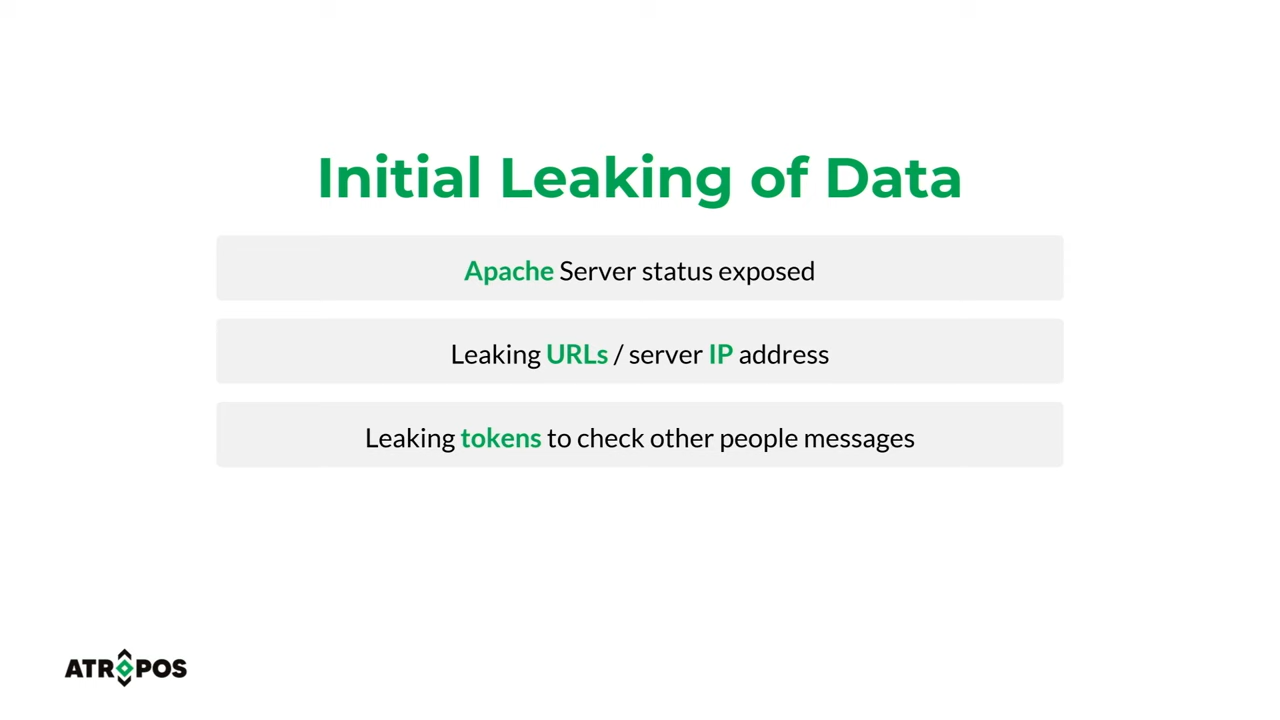 Initial Leaking of Data
Apache Server status exposed
Leaking URLs / server IP address
Leaking tokens to check other people messages
ATROPOS